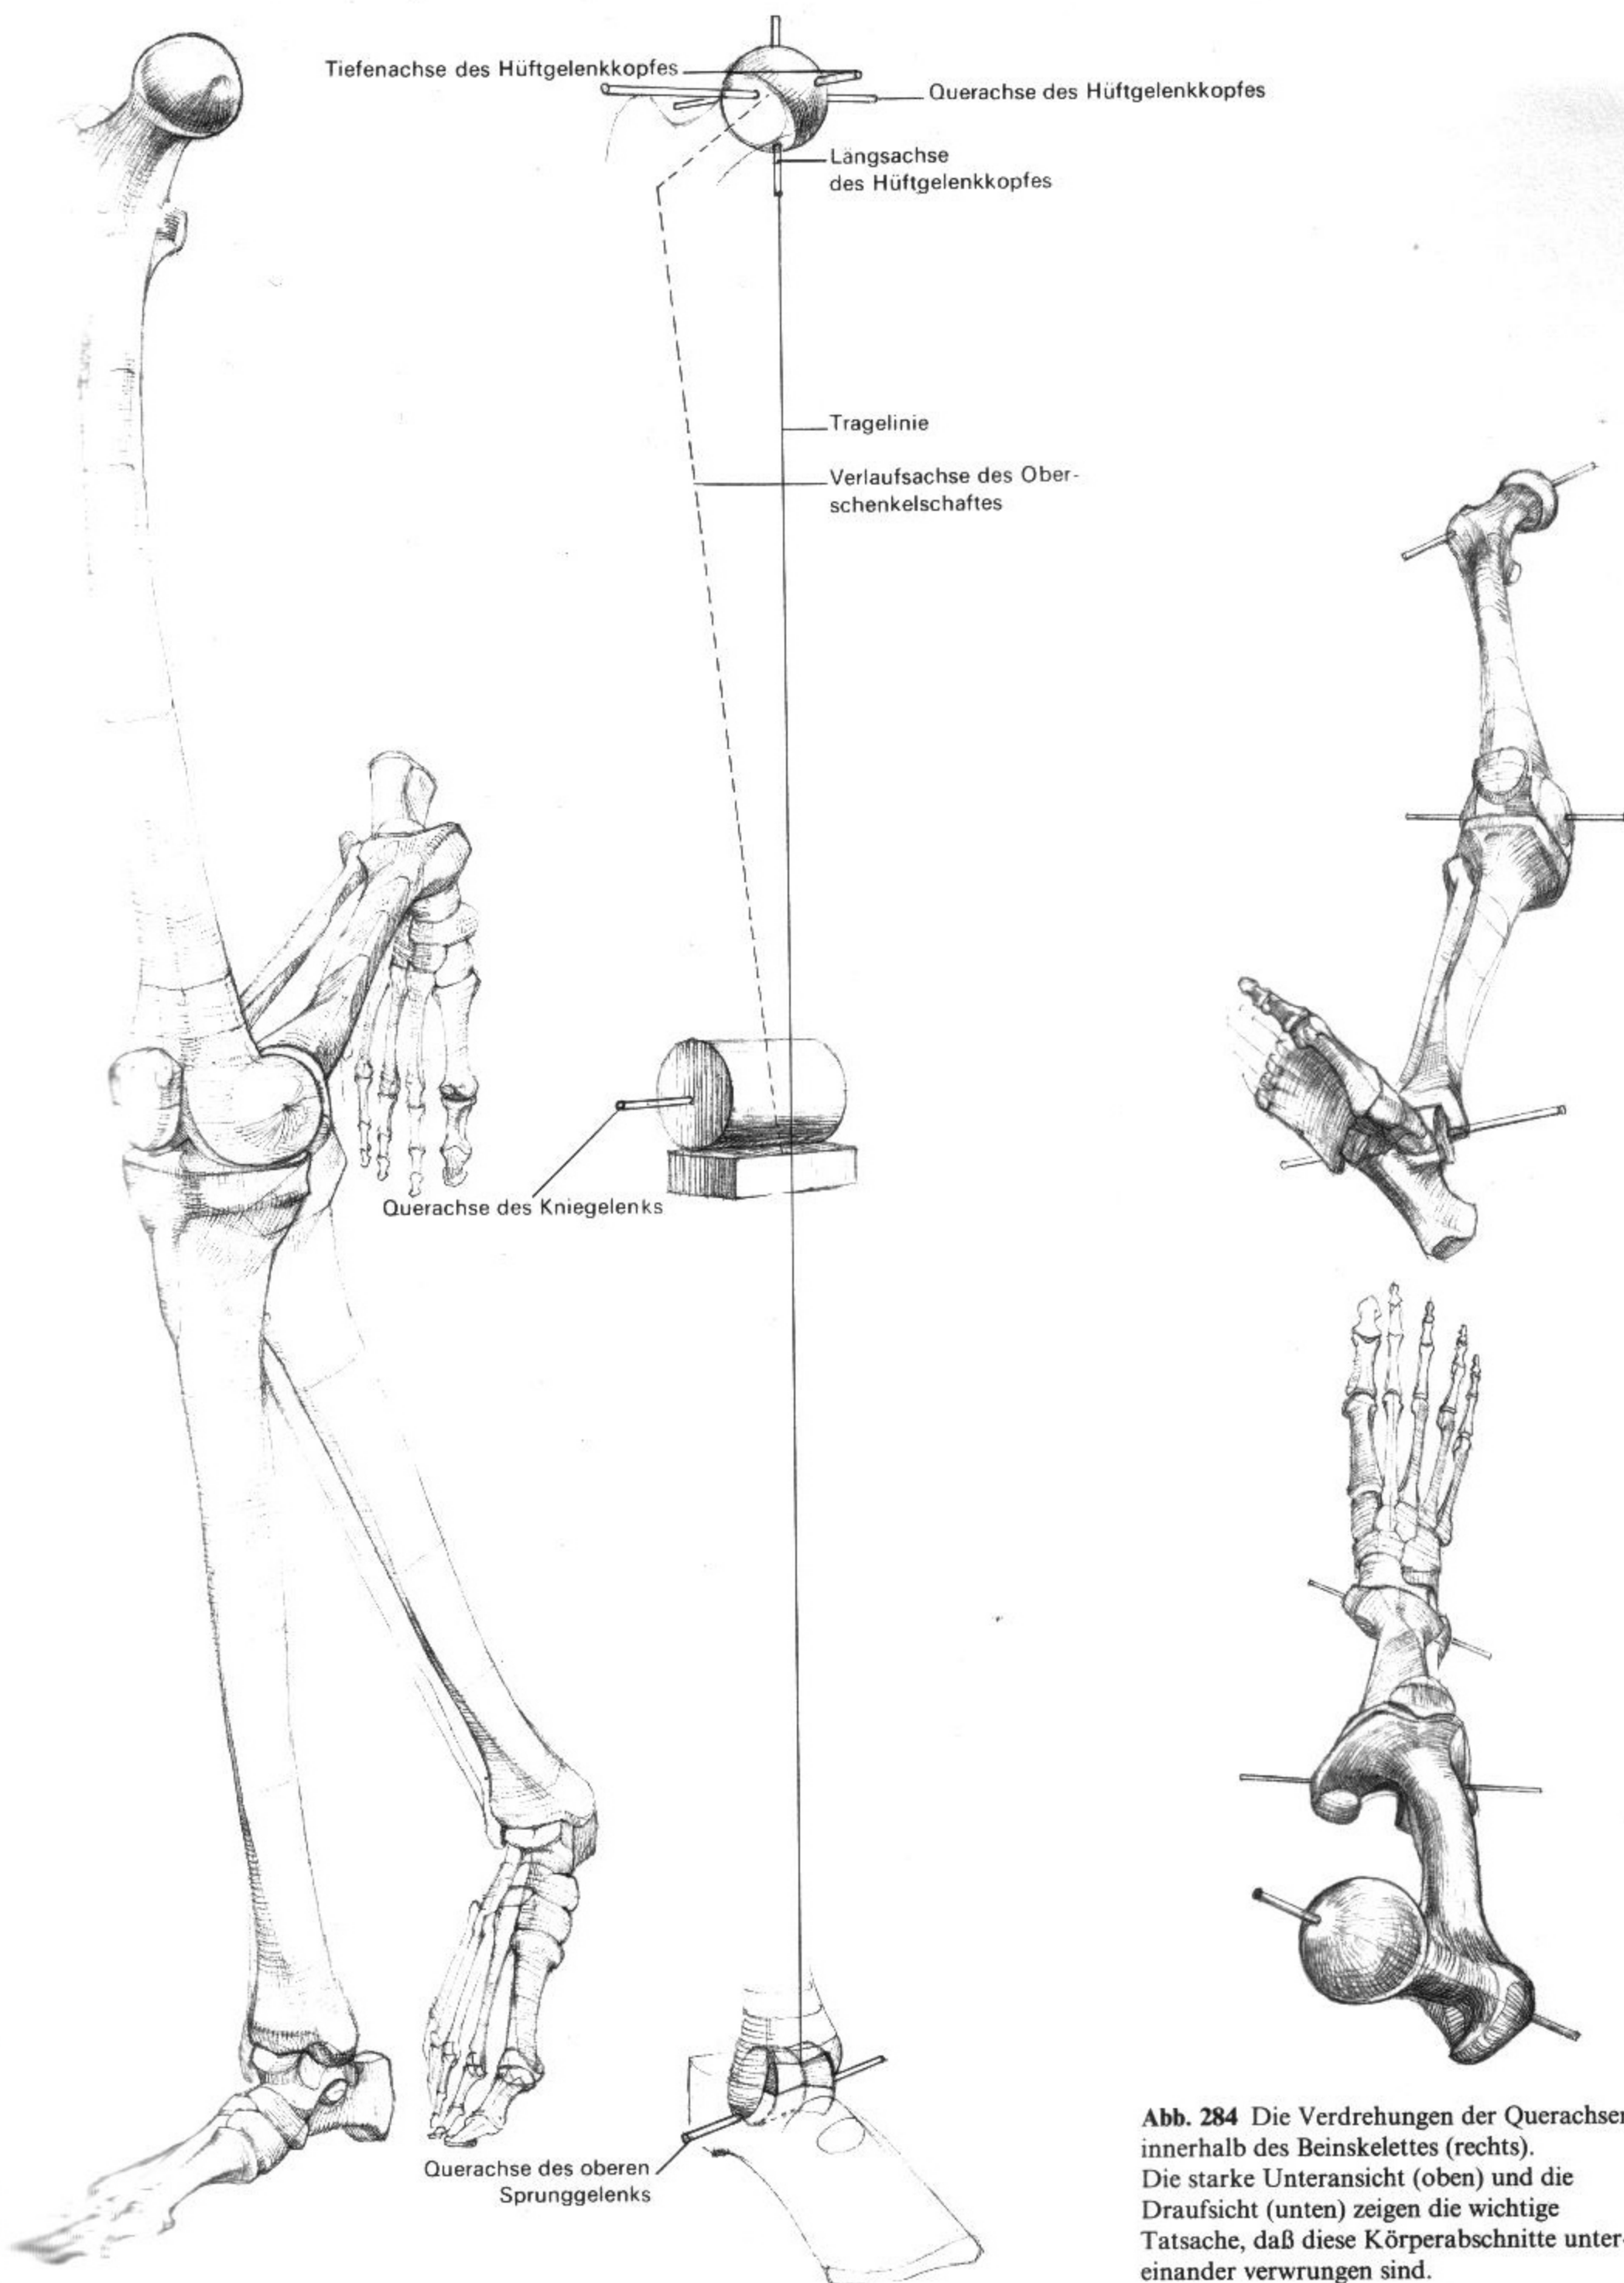 Tiefenachse des Hüftgelenkkopfes
Querachse des Hüftgelenkkopfes
Längsachse
des Hüftgelenkkopfes
Tragelinie
Verlaufsachse des Ober-
schenkelschaftes
Querachse des Kniegelenks
Querachse des oberen
Sprunggelenks
Abb. 284 Die Verdrehungen der Querachsen
innerhalb des Beinskelettes (rechts).
Die starke Unteransicht (oben) und die
Draufsicht (unten) zeigen die wichtige
Tatsache, daß diese Körperabschnitte unter-
einander verwrungen sind.